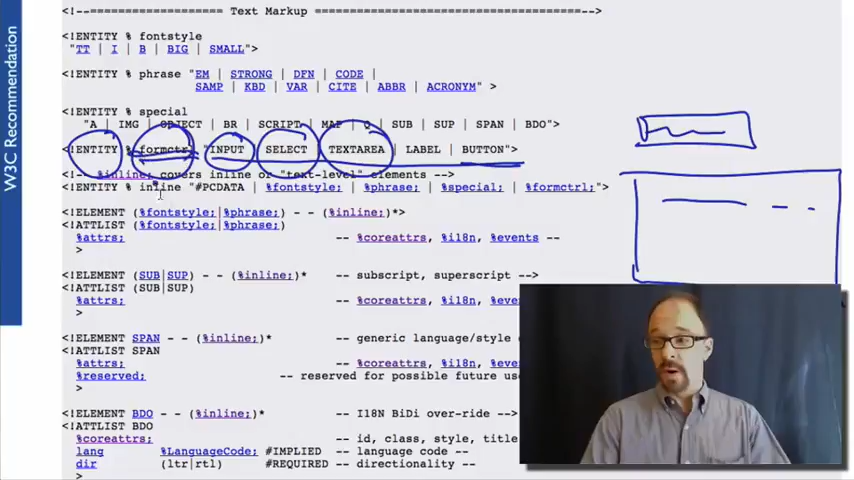 W3C Recommendation
<!--=================== Text Markup ===================================-->
<!ENTITY % fontstyle
"TT | I | B | BIG | SMALL">
<!ENTITY % phrase "EM | STRONG | DFN | CODE |
SAMP | KBD | VAR | CITE | ABBR | ACRONYM" >
<!ENTITY % special
"A | IMG | OBJECT | BR | SCRIPT | MAP | Q | SUB | SUP | SPAN | BDO">
<!ENTITY % formctrl "INPUT | SELECT | TEXTAREA | LABEL | BUTTON">
<!-- %inline; covers inline or "text-level" elements -->
<!ENTITY % inline "#PCDATA | %fontstyle; | %phrase; | %special; | %formctrl;">
<!ELEMENT (%fontstyle;|%phrase;) - - (%inline;)*>
<!ATTLIST (%fontstyle;|%phrase;)
%attrs; -- %coreattrs, %i18n, %events --
>
<!ELEMENT (SUB|SUP) - - (%inline;)* -- subscript, superscript -->
<!ATTLIST (SUB|SUP)
%attrs; -- %coreattrs, %i18n, %eve
>
<!ELEMENT SPAN - - (%inline;)* -- generic language/style
<!ATTLIST SPAN
%attrs; -- %coreattrs, %i18n, %eve
%reserved; -- reserved for possible future us
>
<!ELEMENT BDO - - (%inline;)* -- I18N BiDi over-ride -->
<!ATTLIST BDO
%coreattrs; -- id, class, style, title
lang %LanguageCode; #IMPLIED -- language code --
dir (ltr|rtl) #REQUIRED -- directionality --
>